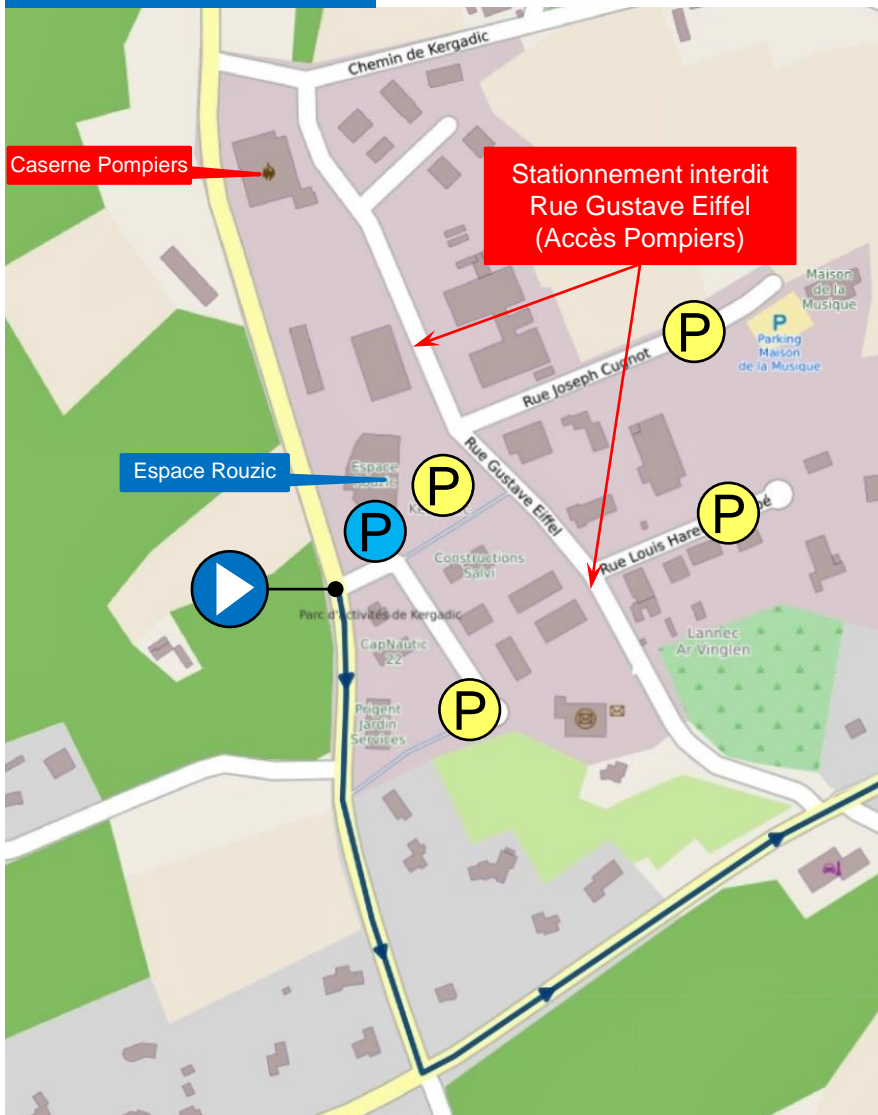 Chemin de Kergadic
Caserne Pompiers
Stationnement interdit
Rue Gustave Eiffel
(Accès Pompiers)
Maison
de la
Musique
P
P
Parking
Maison
de la Musique
Rue Joseph Cugnot
Rue Gustave Eiffel
Espace Rouzic
Espace
P
P
P
Rue Louis
Constructions
Salvi
Parc d'activités de Kergadic
CapNautic
22
Lannec
Ar Vinglen
P
Prigent
Jardin
Services